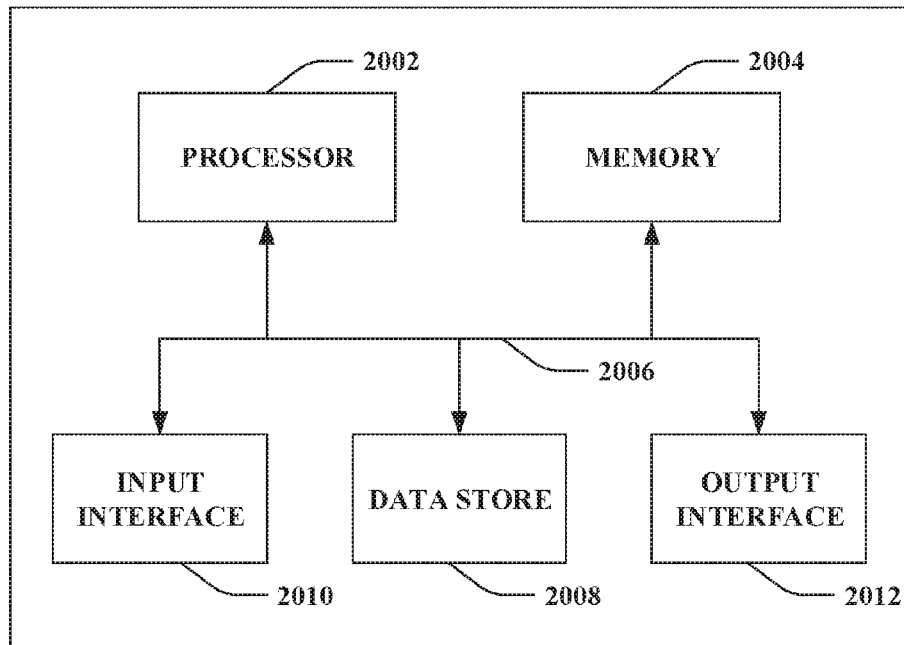 2002
2004
PROCESSOR
MEMORY
2006
INPUT
INTERFACE
DATA STORE
OUTPUT
INTERFACE
2010
2008
2012